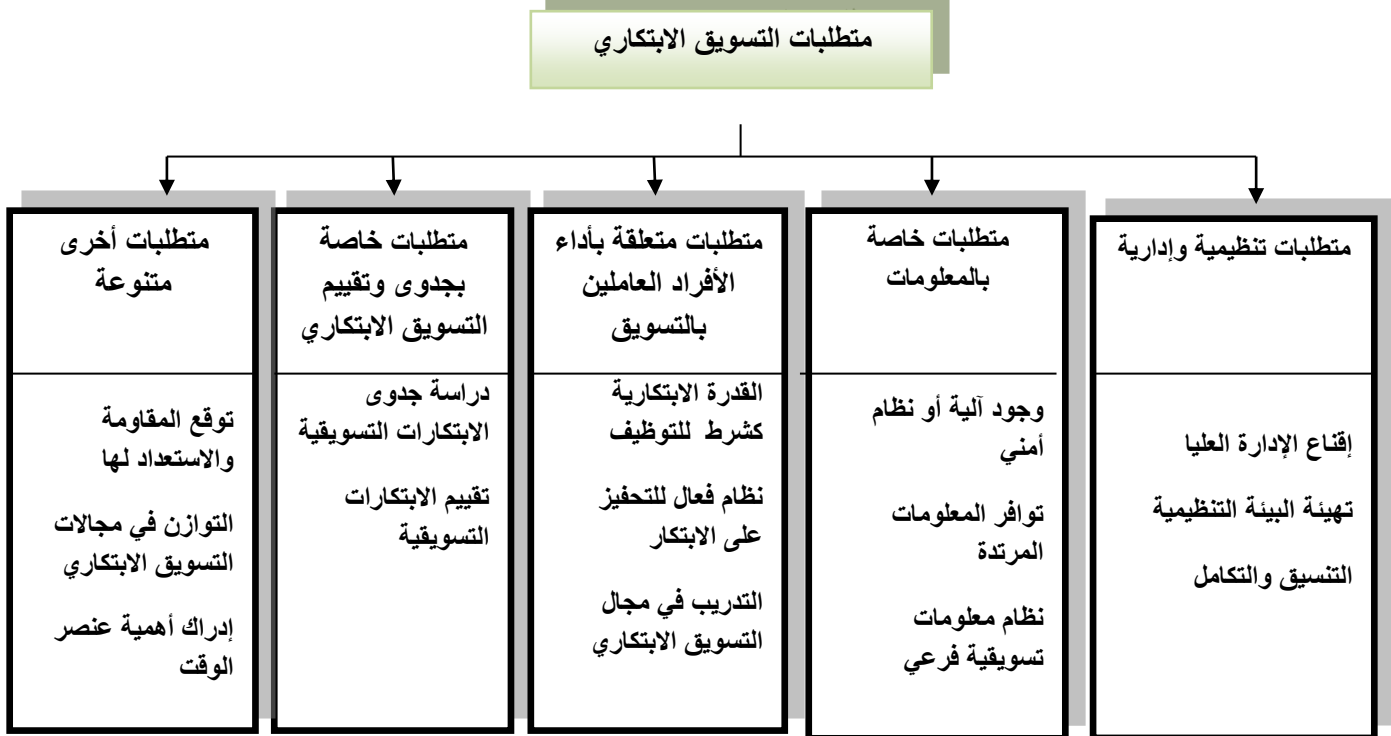 متطلبات التسويق الابتكاري
متطلبات تنظيمية وإدارية
إقناع الإدارة العليا
تهيئة البيئة التنظيمية
التنسيق والتكامل
متطلبات خاصة
بالمعلومات
وجود آلية أو نظام
أمني
توافر المعلومات
المرتدة
نظام معلومات
تسويقية فرعي
متطلبات متعلقة بأداء
الأفراد العاملين
بالتسويق
القدرة الابتكارية
كشرط للتوظيف
نظام فعال للتحفيز
على الابتكار
التدريب في مجال
التسويق الابتكاري
متطلبات خاصة
بجدوى وتقييم
التسويق الابتكاري
دراسة جدوى
الابتكارات التسويقية
تقييم الابتكارات
التسويقية
متطلبات أخرى
متنوعة
توقع المقاومة
والاستعداد لها
التوازن في مجالات
التسويق الابتكاري
إدراك أهمية عنصر
الوقت